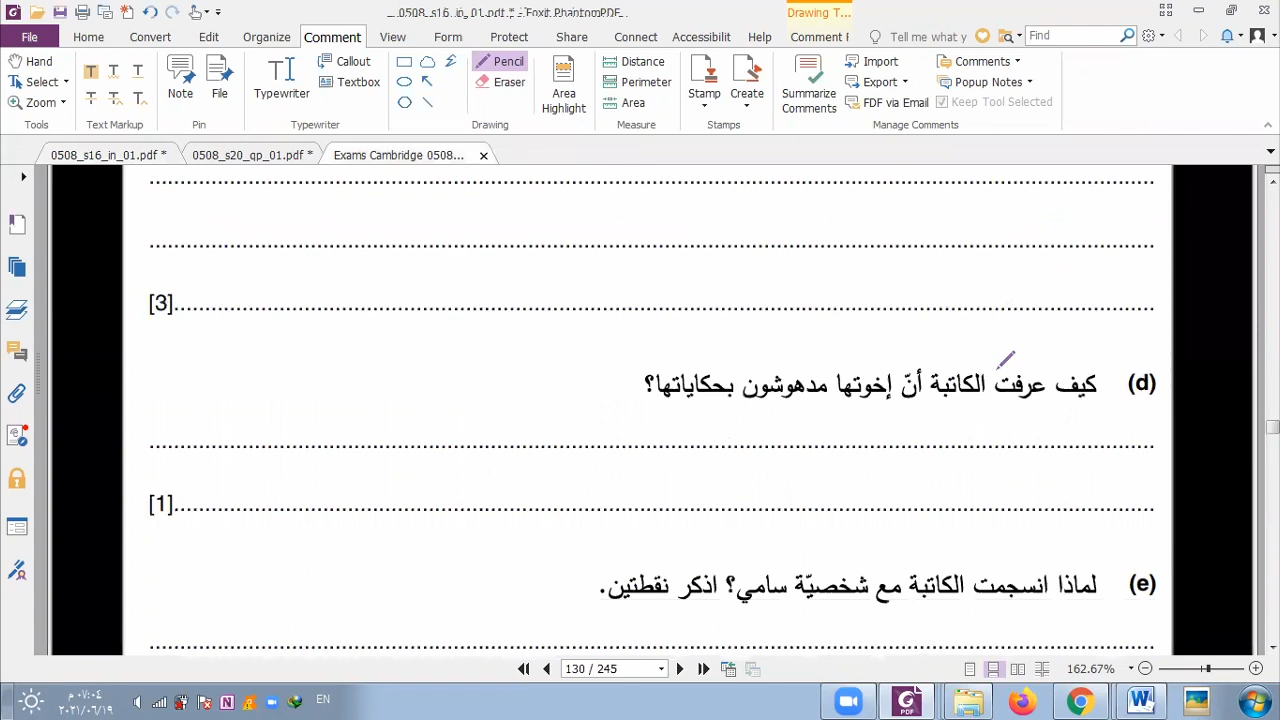 0508_s16_in_01.pdf * - Foxit PhantomPDF
Drawing T...
File Home Convert Edit Organize Comment View Form Protect Share Connect Accessibilit Help Comment F Tell me what y Find
Hand
Select
Zoom
Tools
Text Markup
Note
File
Pin
Typewriter
Callout
Textbox
Typewriter
Pencil
Eraser
Drawing
Area Highlight
Distance
Perimeter
Area
Measure
Stamp
Create
Stamps
Summarize Comments
Import
Export
FDF via Email
Comments
Popup Notes
Keep Tool Selected
Manage Comments
0508_s16_in_01.pdf * 0508_s20_qp_01.pdf * Exams Cambridge 0508...
[3]
(d) كيف عرفت الكاتبة أنّ إخوتها مدهوشون بحكاياتها؟
[1]
(e) لماذا انسجمت الكاتبة مع شخصيّة سامي؟ اذكر نقطتين.
130 / 245
162.67%
٠٧:٠٤ م
٢٠٢١/٠٦/١٩
EN